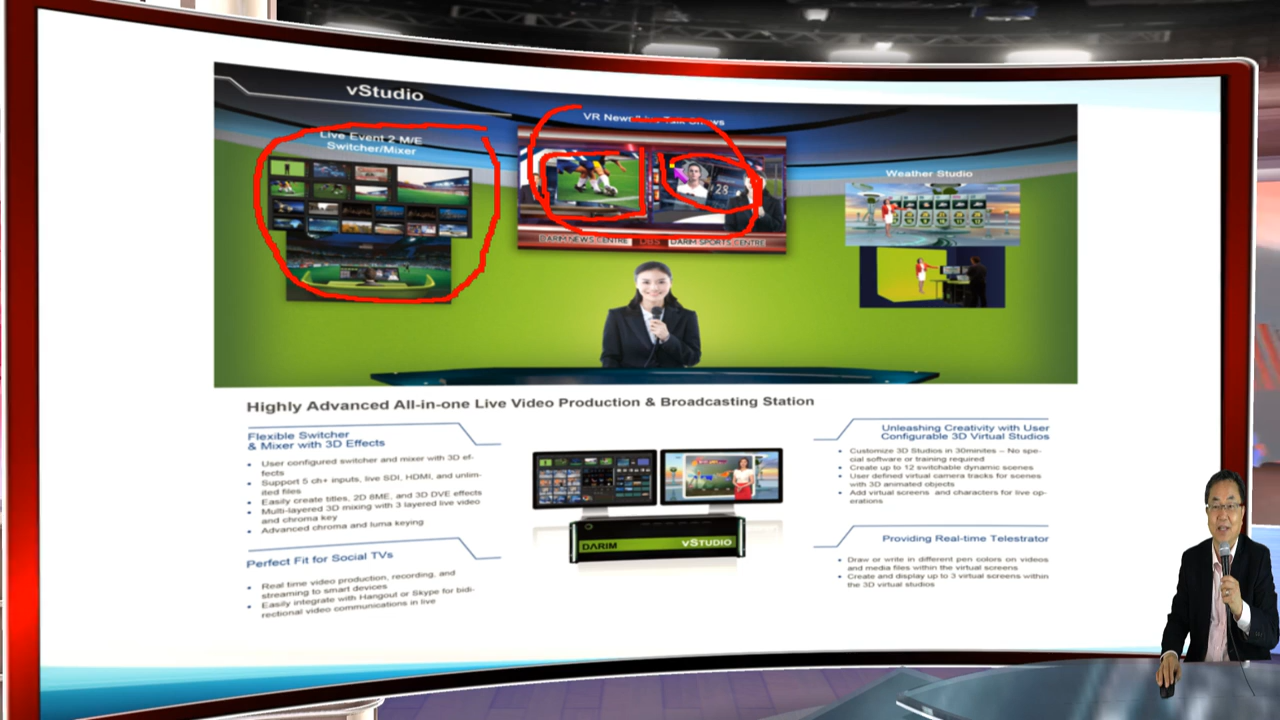 vStudio
Live Event 2 M/E
Switcher/Mixer
VR News/Live Talk Shows
Weather Studio
28
DARIM NEWS CENTRE
DBS
DARIM SPORTS CENTRE
Highly Advanced All-in-one Live Video Production & Broadcasting Station
Flexible Switcher
& Mixer with 3D Effects
• User configured switcher and mixer with 3D ef-
fects
• Support 5 ch+ inputs, live SDI, HDMI, and unlim-
ited files
• Easily create titles, 2D 8ME, and 3D DVE effects
• Multi-layered 3D mixing with 3 layered live video
and chroma key
• Advanced chroma and luma keying
Perfect Fit for Social TVs
• Real time video production, recording, and
streaming to smart devices
• Easily integrate with Hangout or Skype for bidi-
rectional video communications in live
DARIM
vSTUDIO
Unleashing Creativity with User
Configurable 3D Virtual Studios
• Customize 3D Studios in 30minites – No spe-
cial software or training required
• Create up to 12 switchable dynamic scenes
• User defined virtual camera tracks for scenes
with 3D animated objects
• Add virtual screens and characters for live op-
erations
Providing Real-time Telestrator
• Draw or write in different pen colors on videos
and media files within the virtual screens
• Create and display up to 3 virtual screens within
the 3D virtual studios